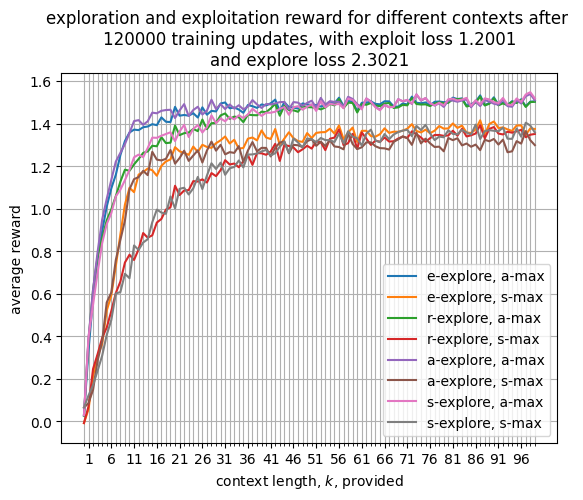 exploration and exploitation reward for different contexts after
120000 training updates, with exploit loss 1.2001
and explore loss 2.3021
1.6
1.4
1.2
1.0
0.8
0.6
0.4
0.2
0.0
average reward
e-explore, a-max
e-explore, s-max
r-explore, a-max
r-explore, s-max
a-explore, a-max
a-explore, s-max
s-explore, a-max
s-explore, s-max
1 6 11 16 21 26 31 36 41 46 51 56 61 66 71 76 81 86 91 96
context length, k, provided